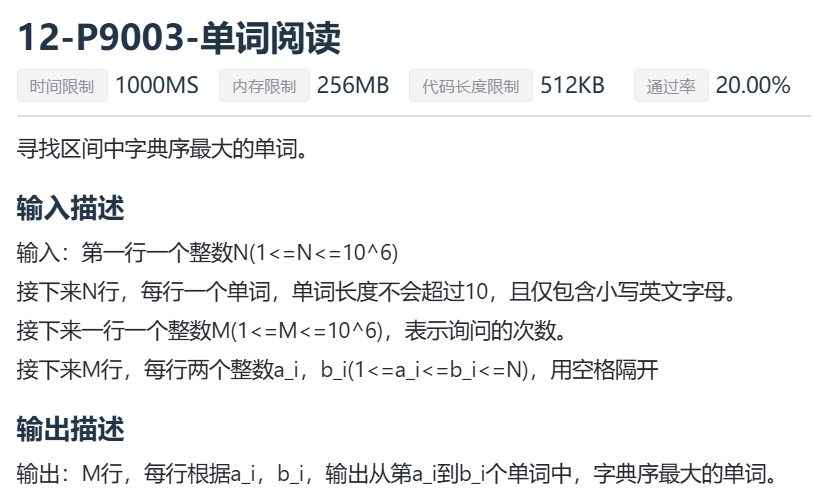 12-P9003-单词阅读
时间限制 1000MS 内存限制 256MB 代码长度限制 512KB 通过率 20.00%
寻找区间中字典序最大的单词。
输入描述
输入：第一行一个整数N(1<=N<=10^6)
接下来N行，每行一个单词，单词长度不会超过10，且仅包含小写英文字母。
接下来一行一个整数M(1<=M<=10^6)，表示询问的次数。
接下来M行，每行两个整数a_i，b_i(1<=a_i<=b_i<=N)，用空格隔开
输出描述
输出：M行，每行根据a_i，b_i，输出从第a_i到b_i个单词中，字典序最大的单词。